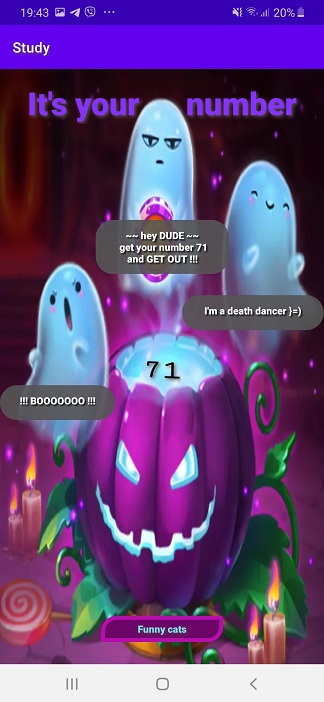 19:43
20%
Study
It's your number
~~ hey DUDE ~~
get your number 71
and GET OUT !!!
I'm a death dancer }=)
71
!!! BOOOOOOO !!!
Funny cats